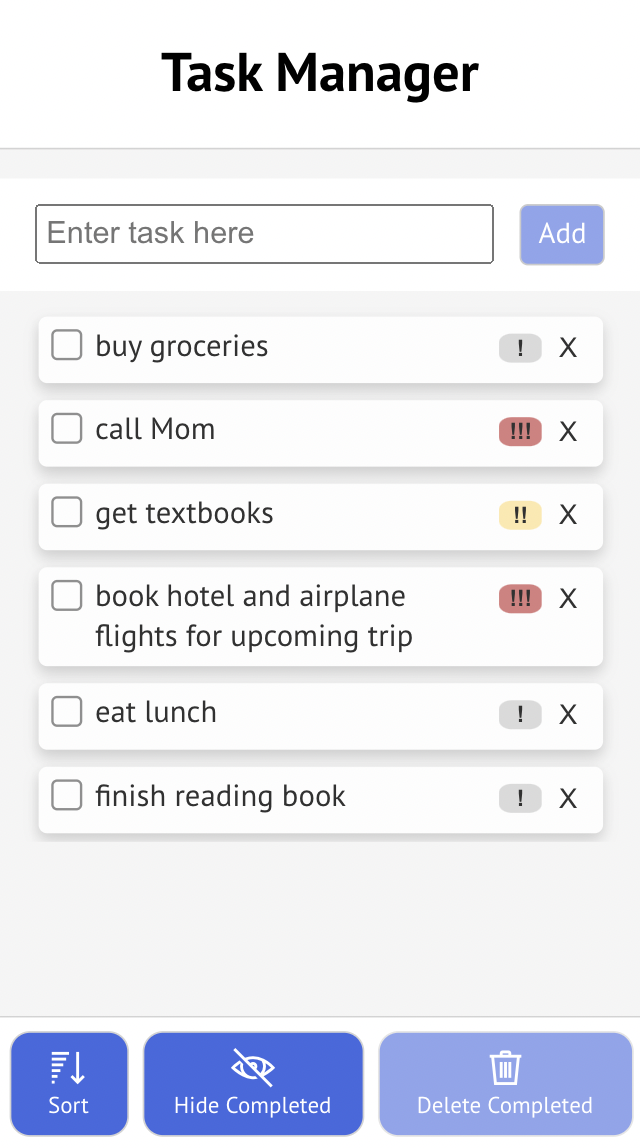 Task Manager
Enter task here
Add
buy groceries ! X
call Mom !!! X
get textbooks !! X
book hotel and airplane !!! X
flights for upcoming trip
eat lunch ! X
finish reading book ! X
Sort
Hide Completed
Delete Completed